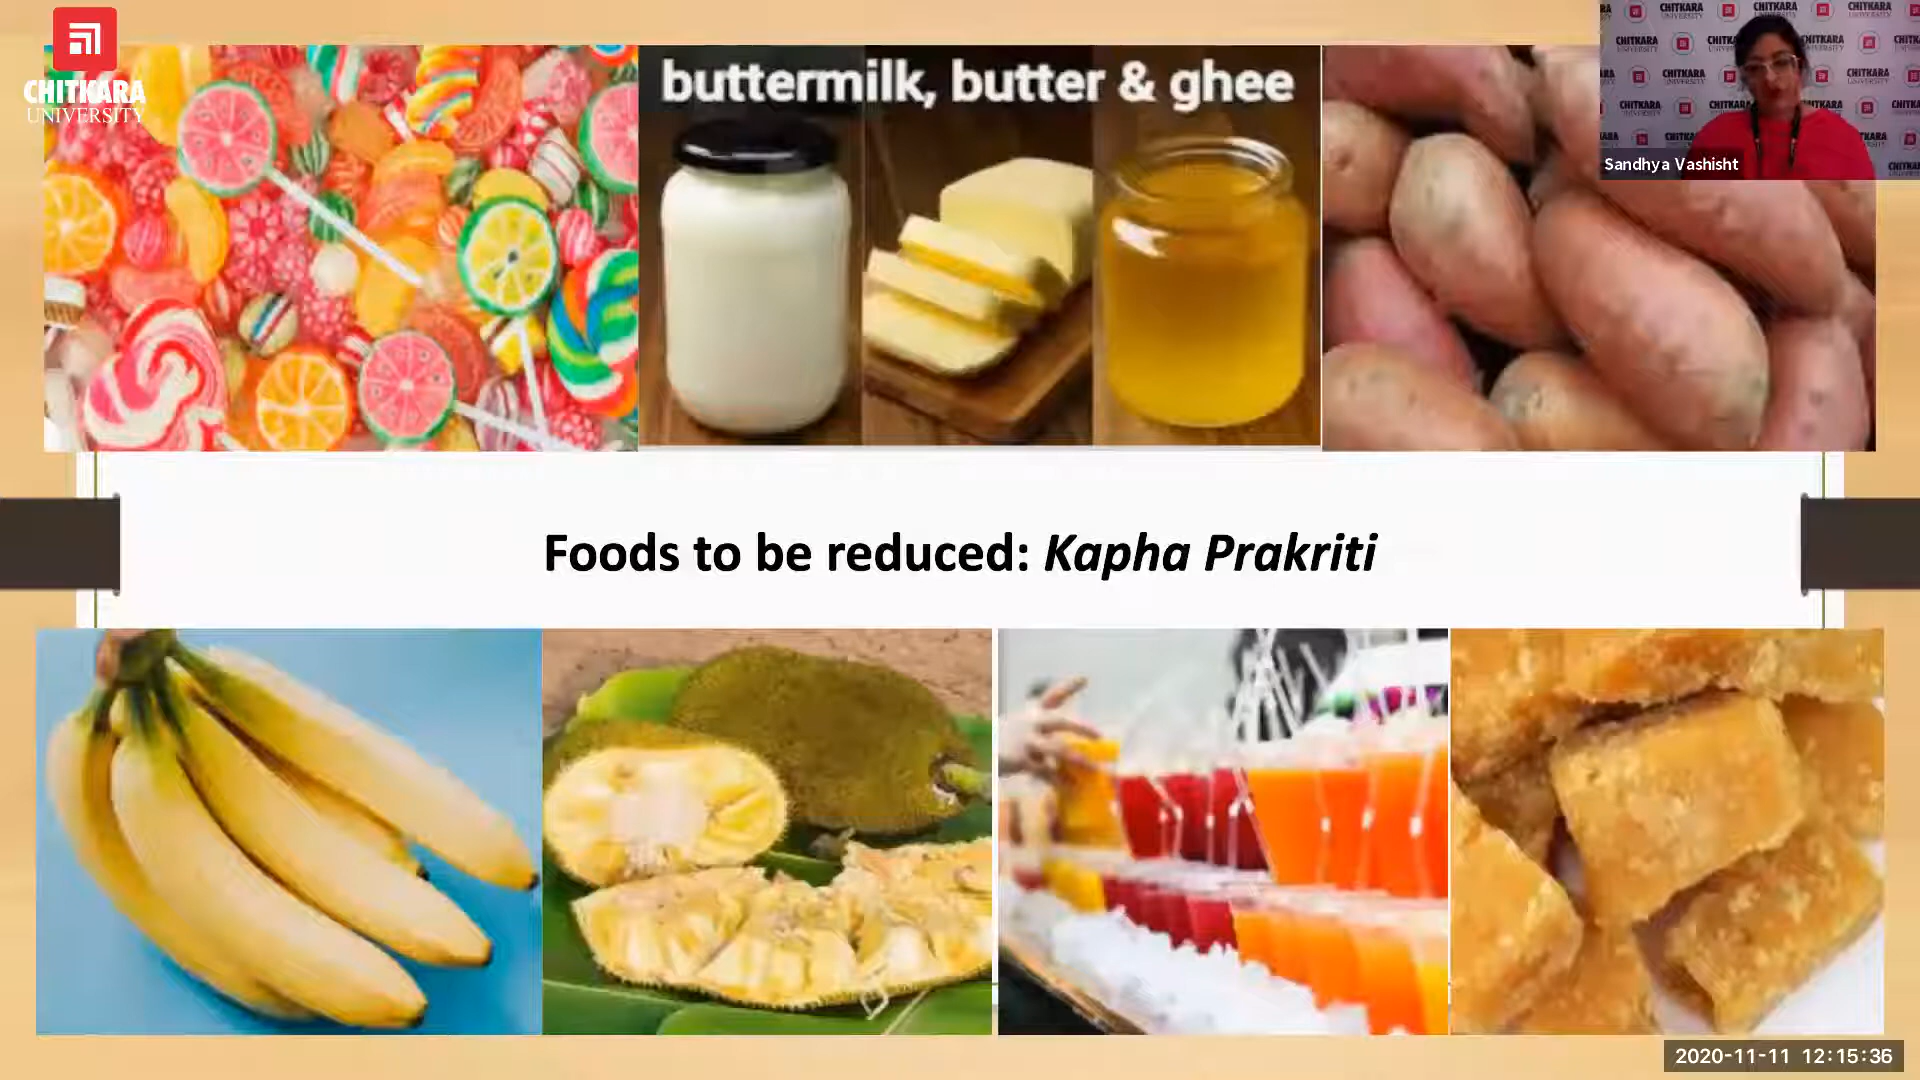 CHITKARA
UNIVERSITY
buttermilk, butter & ghee
Sandhya Vashisht
Foods to be reduced: Kapha Prakriti
2020-11-11 12:15:36